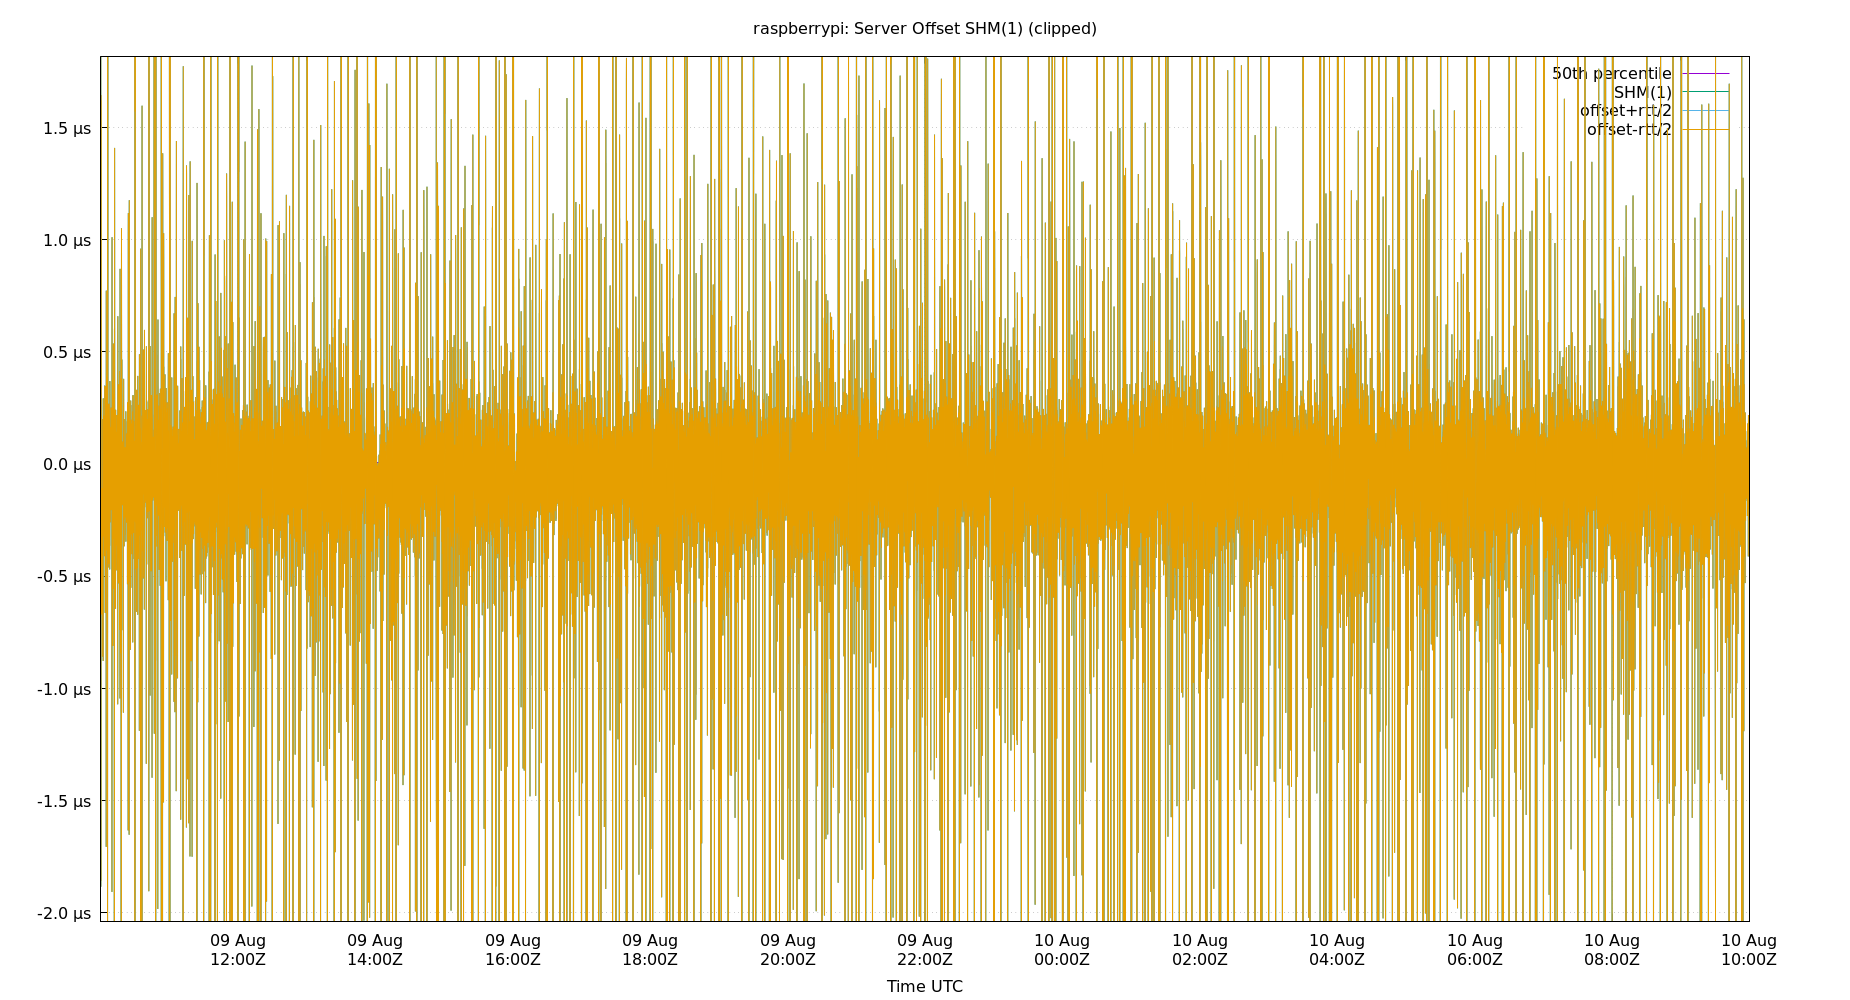 raspberrypi: Server Offset SHM(1) (clipped)
50th percentile
SHM(1)
offset+rtt/2
offset-rtt/2
1.5 µs
1.0 µs
0.5 µs
0.0 µs
-0.5 µs
-1.0 µs
-1.5 µs
-2.0 µs
09 Aug 09 Aug 09 Aug 09 Aug 09 Aug 09 Aug 10 Aug 10 Aug 10 Aug 10 Aug 10 Aug 10 Aug
12:00Z 14:00Z 16:00Z 18:00Z 20:00Z 22:00Z 00:00Z 02:00Z 04:00Z 06:00Z 08:00Z 10:00Z
Time UTC